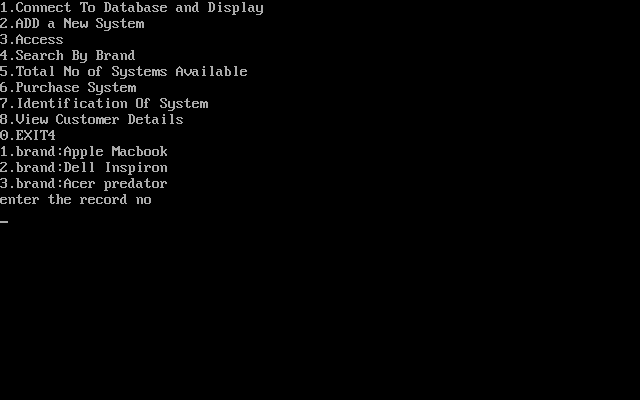 1.Connect To Database and Display
2.ADD a New System
3.Access
4.Search By Brand
5.Total No of Systems Available
6.Purchase System
7.Identification Of System
8.View Customer Details
0.EXIT4
1.brand:Apple Macbook
2.brand:Dell Inspiron
3.brand:Acer predator
enter the record no
_